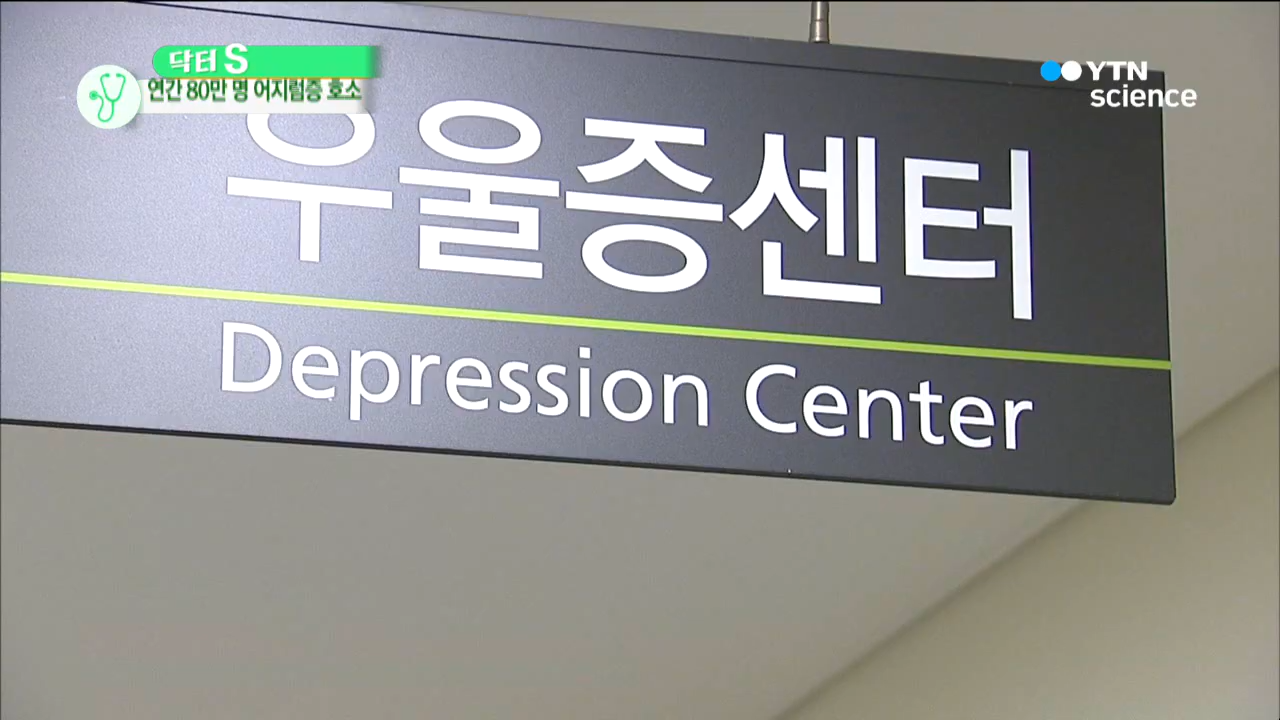 닥터 S
연간 80만 명 어지럼증 호소
YTN
science
우울증센터
Depression Center